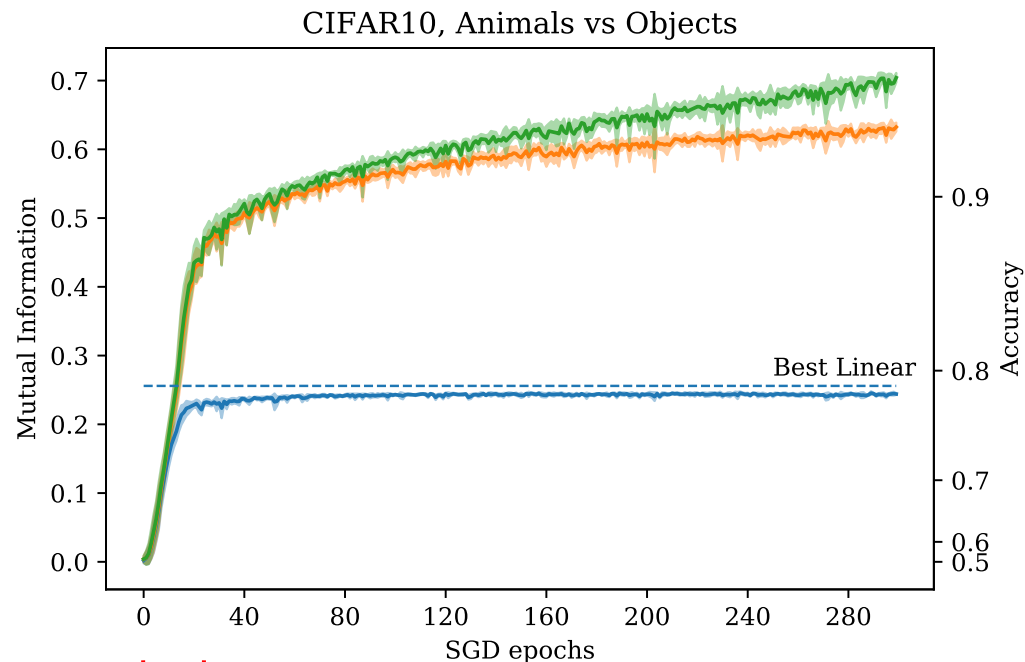 CIFAR10, Animals vs Objects
Mutual Information
0.7
0.6
0.5
0.4
0.3
0.2
0.1
0.0
Best Linear
0.9
0.8
0.7
0.6
0.5
Accuracy
0 40 80 120 160 200 240 280
SGD epochs